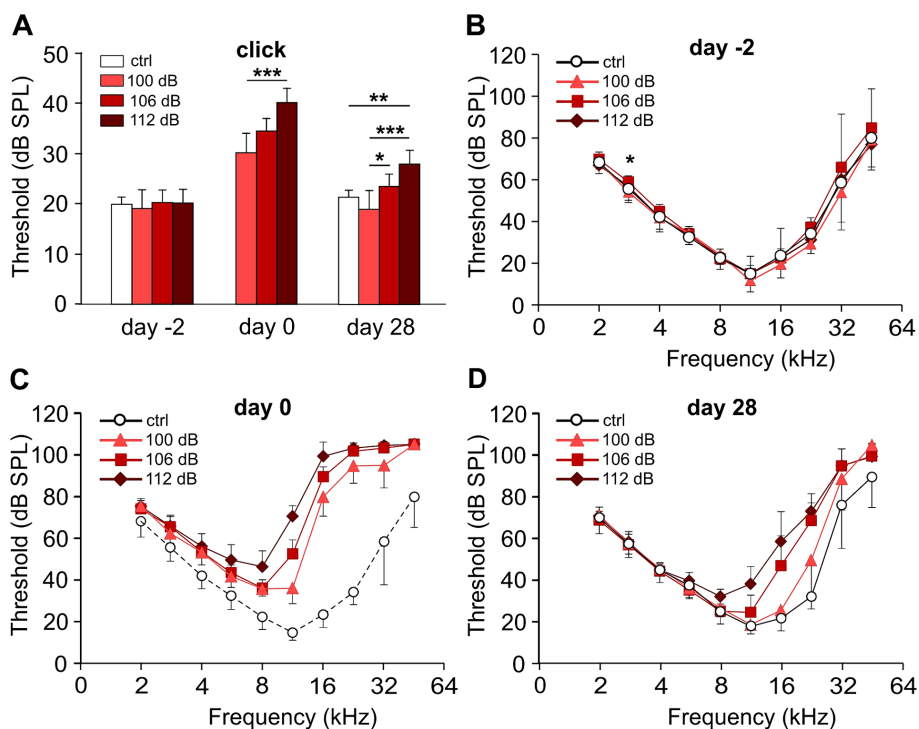 A
click
50
40
30
20
10
0
Threshold (dB SPL)
ctrl
100 dB
106 dB
112 dB
***
**
***
*
day -2
day 0
day 28
B
day -2
120
100
80
60
40
20
0
Threshold (dB SPL)
ctrl
100 dB
106 dB
112 dB
*
0 2 4 8 16 32 64
Frequency (kHz)
C
day 0
120
100
80
60
40
20
0
Threshold (dB SPL)
ctrl
100 dB
106 dB
112 dB
0 2 4 8 16 32 64
Frequency (kHz)
D
day 28
120
100
80
60
40
20
0
Threshold (dB SPL)
ctrl
100 dB
106 dB
112 dB
0 2 4 8 16 32 64
Frequency (kHz)